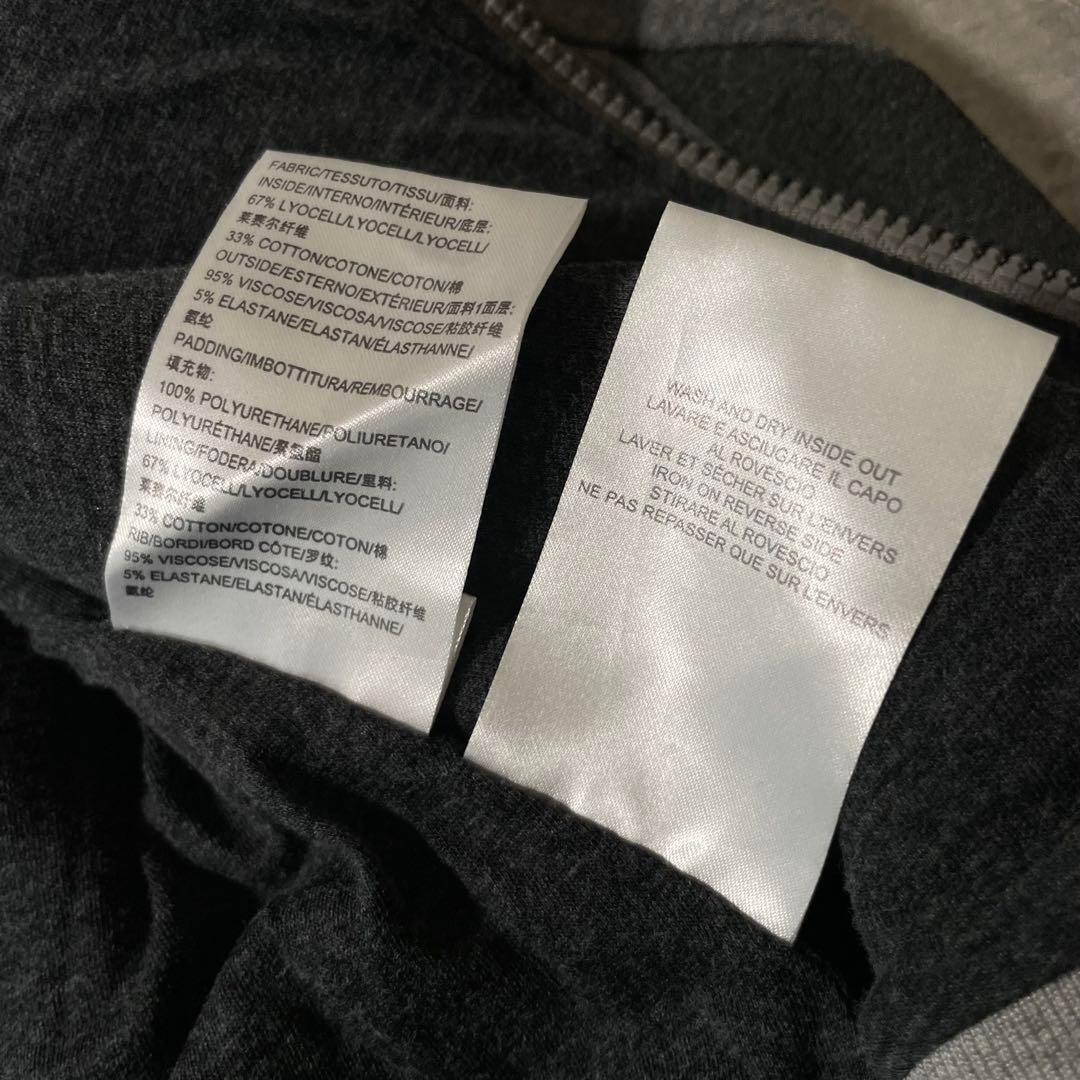 FABRIC/TESSUTO/TISSU/面料:
INSIDE/INTERNO/INTÉRIEUR/底层:
67% LYOCELL/LYOCELL/LYOCELL/
莱赛尔纤维
33% COTTON/COTONE/COTON/棉
OUTSIDE/ESTERNO/EXTÉRIEUR/面料1面层:
95% VISCOSE/VISCOSA/VISCOSE/粘胶纤维
5% ELASTANE/ELASTAN/ÉLASTHANNE/
氨纶
PADDING/IMBOTTITURA/REMBOURRAGE/
填充物:
100% POLYURETHANE/POLIURETANO/
POLYURÉTHANE/聚氨酯
LINING/FODERA/DOUBLURE/里料:
67% LYOCELL/LYOCELL/LYOCELL/
莱赛尔纤维
33% COTTON/COTONE/COTON/棉
RIB/BORDI/BORD CÔTE/罗纹:
95% VISCOSE/VISCOSA/VISCOSE/粘胶纤维
5% ELASTANE/ELASTAN/ÉLASTHANNE/
氨纶
WASH AND DRY INSIDE OUT
LAVARE E ASCIUGARE IL CAPO
AL ROVESCIO
LAVER ET SÉCHER SUR L'ENVERS
IRON ON REVERSE SIDE
STIRARE AL ROVESCIO
NE PAS REPASSER QUE SUR L'ENVERS